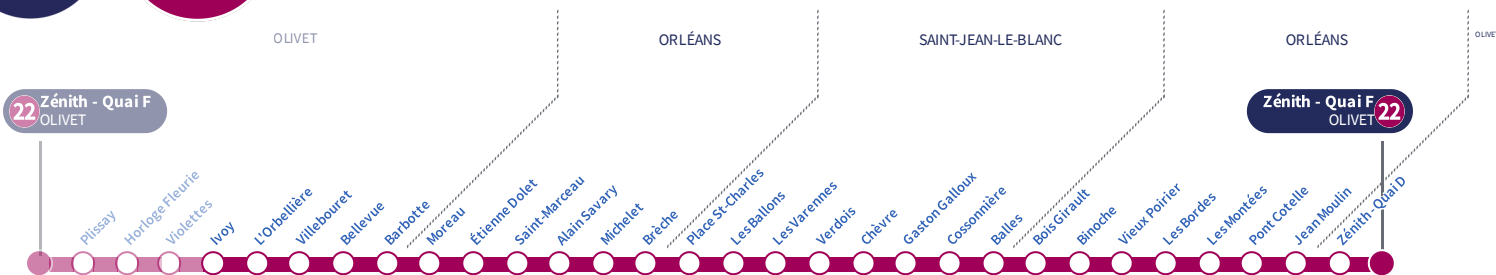 OLIVET
ORLÉANS
SAINT-JEAN-LE-BLANC
ORLÉANS
OLIVE
22 Zénith - Quai F
OLIVET
Zénith - Quai F 22
OLIVET
Plissay
Horloge Fleurie
Violettes
Ivoy
L'Orbellière
Villebouret
Bellevue
Barbotte
Moreau
Étienne Dolet
Saint-Marceau
Alain Savary
Michelet
Brèche
Place St-Charles
Les Ballons
Les Varennes
Verdois
Chèvre
Gaston Galloux
Cossonnière
Balles
Bois Girault
Binoche
Vieux Poirier
Les Bordes
Les Montées
Pont Cotelle
Jean Moulin
Zénith - Quai D